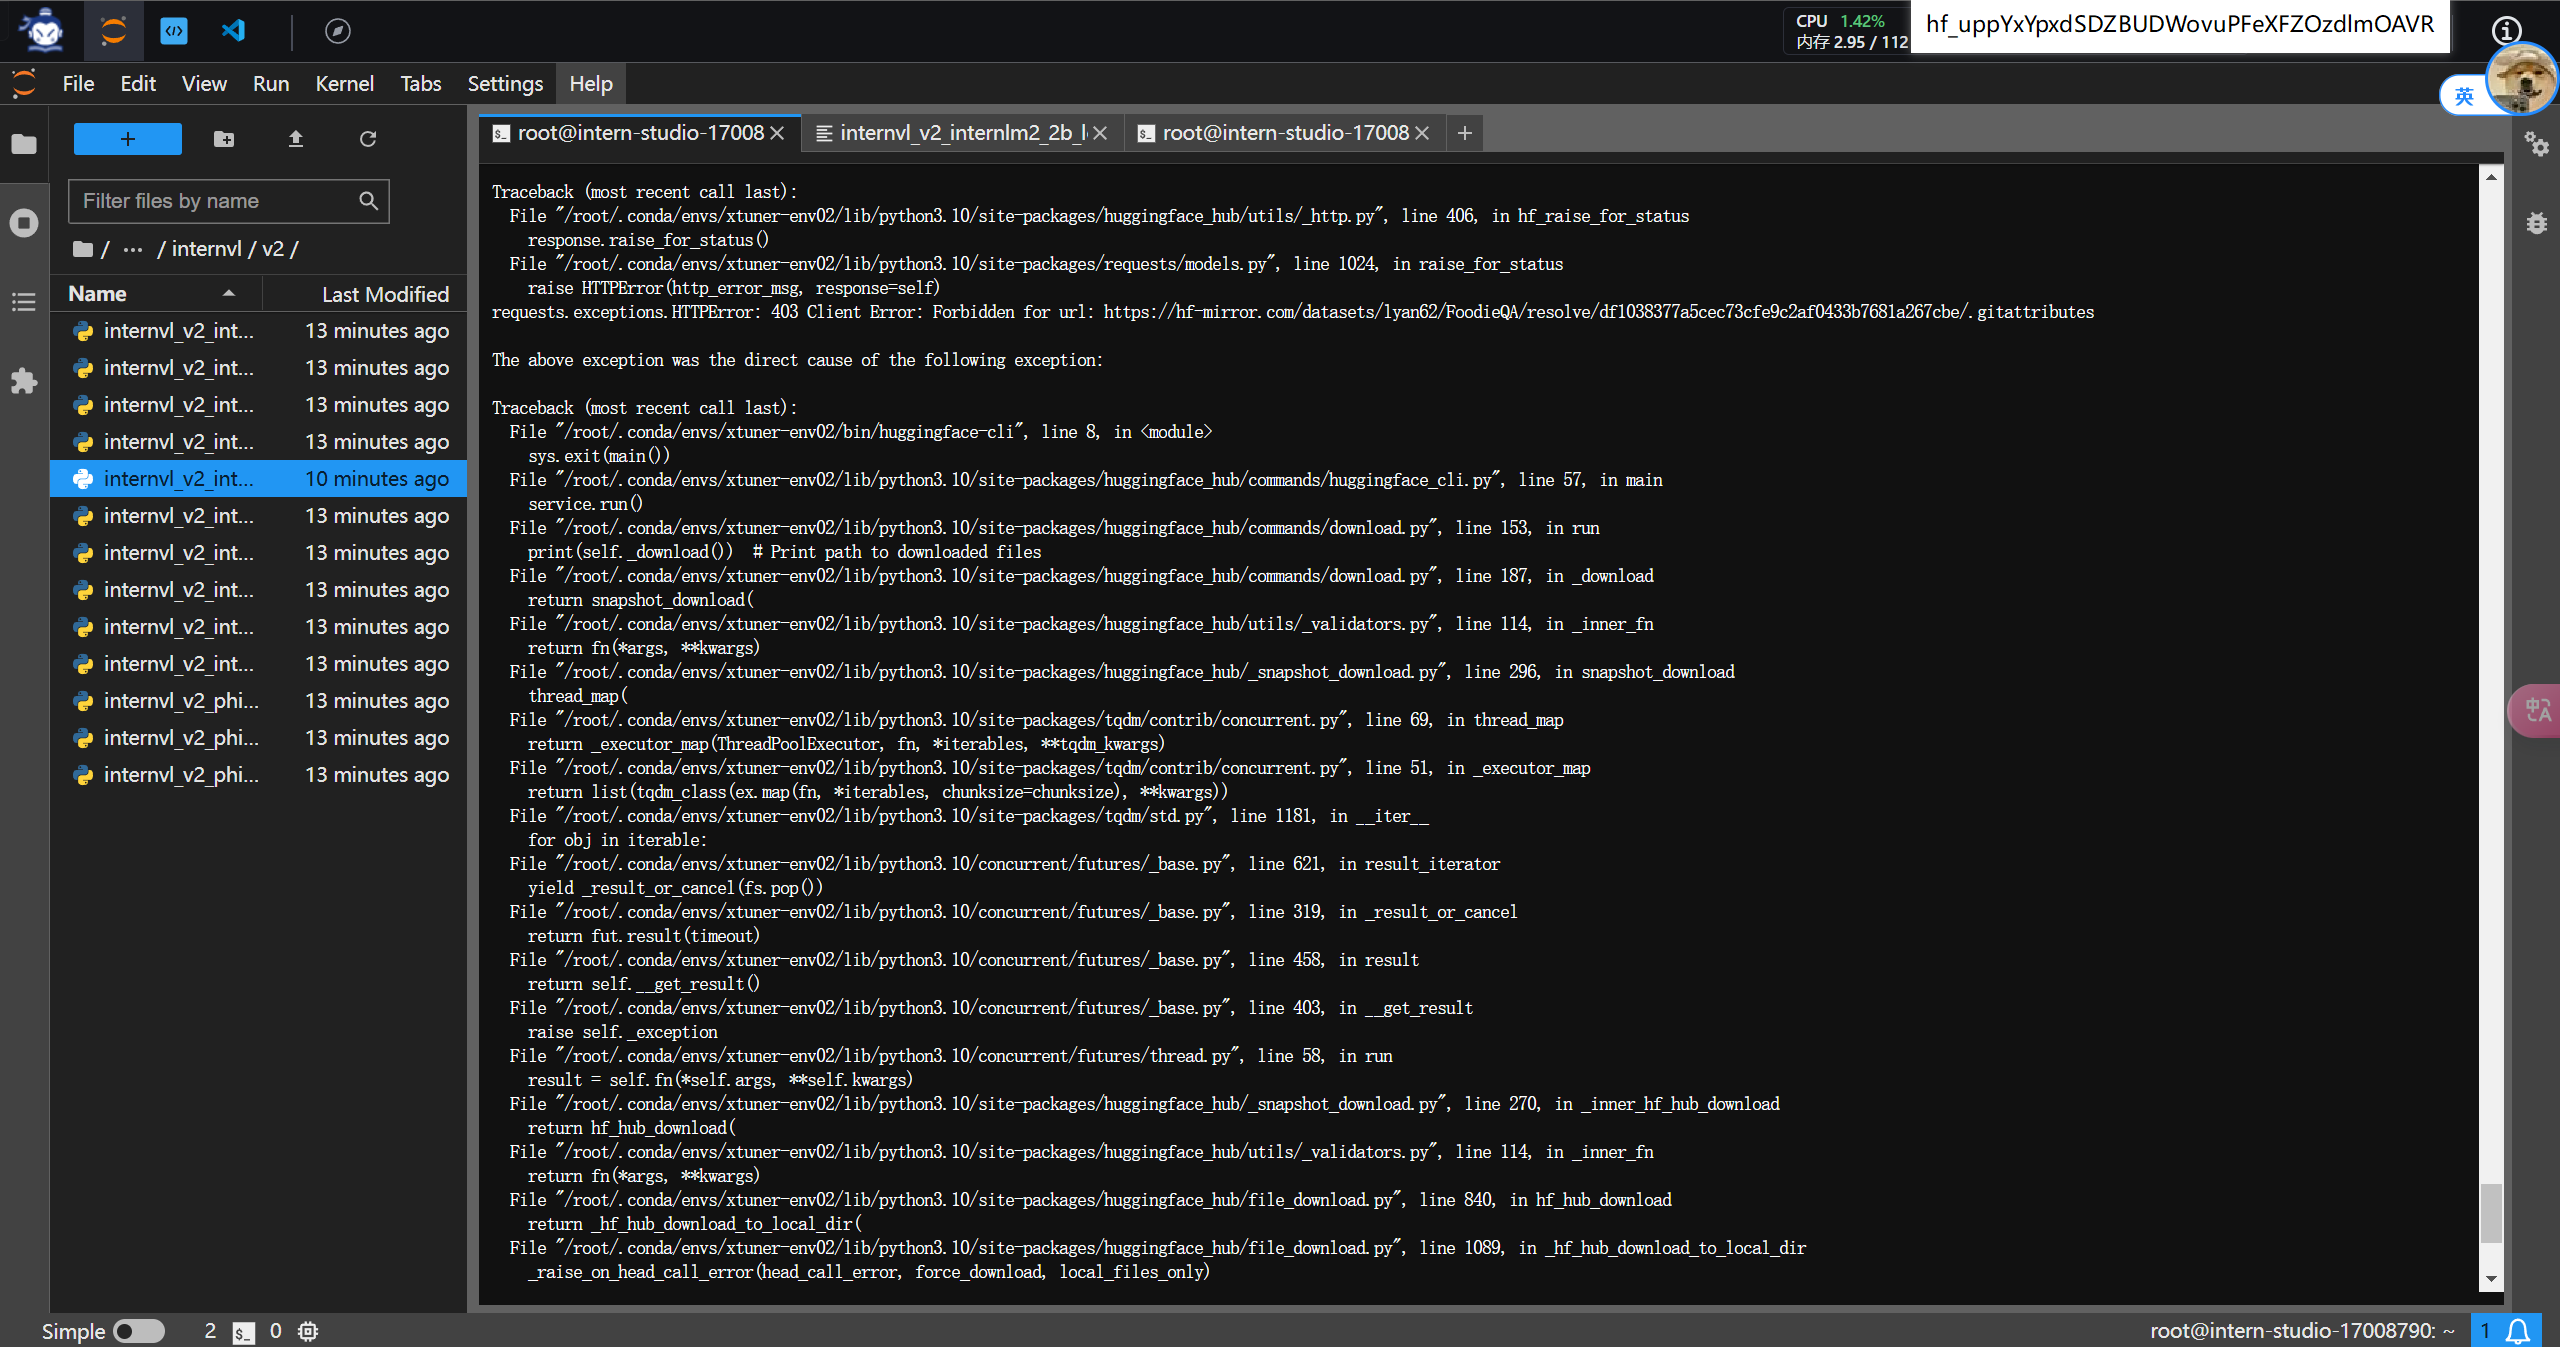 CPU 1.42%
内存 2.95 / 112
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
File Edit View Run Kernel Tabs Settings Help
英
root@intern-studio-17008
internvl_v2_internlm2_2b_l
root@intern-studio-17008
Filter files by name
/ ··· / internvl / v2 /
Name Last Modified
internvl_v2_int... 13 minutes ago
internvl_v2_int... 13 minutes ago
internvl_v2_int... 13 minutes ago
internvl_v2_int... 13 minutes ago
internvl_v2_int... 10 minutes ago
internvl_v2_int... 13 minutes ago
internvl_v2_int... 13 minutes ago
internvl_v2_int... 13 minutes ago
internvl_v2_int... 13 minutes ago
internvl_v2_int... 13 minutes ago
internvl_v2_phi... 13 minutes ago
internvl_v2_phi... 13 minutes ago
internvl_v2_phi... 13 minutes ago
Traceback (most recent call last):
File "/root/.conda/envs/xtuner-env02/lib/python3.10/site-packages/huggingface_hub/utils/_http.py", line 406, in hf_raise_for_status
response.raise_for_status()
File "/root/.conda/envs/xtuner-env02/lib/python3.10/site-packages/requests/models.py", line 1024, in raise_for_status
raise HTTPError(http_error_msg, response=self)
requests.exceptions.HTTPError: 403 Client Error: Forbidden for url: https://hf-mirror.com/datasets/lyan62/FoodieQA/resolve/df1038377a5cec73cfe9c2af0433b7681a267cbe/.gitattributes
The above exception was the direct cause of the following exception:
Traceback (most recent call last):
File "/root/.conda/envs/xtuner-env02/bin/huggingface-cli", line 8, in <module>
sys.exit(main())
File "/root/.conda/envs/xtuner-env02/lib/python3.10/site-packages/huggingface_hub/commands/huggingface_cli.py", line 57, in main
service.run()
File "/root/.conda/envs/xtuner-env02/lib/python3.10/site-packages/huggingface_hub/commands/download.py", line 153, in run
print(self._download())  # Print path to downloaded files
File "/root/.conda/envs/xtuner-env02/lib/python3.10/site-packages/huggingface_hub/commands/download.py", line 187, in _download
return snapshot_download(
File "/root/.conda/envs/xtuner-env02/lib/python3.10/site-packages/huggingface_hub/utils/_validators.py", line 114, in _inner_fn
return fn(*args, **kwargs)
File "/root/.conda/envs/xtuner-env02/lib/python3.10/site-packages/huggingface_hub/_snapshot_download.py", line 296, in snapshot_download
thread_map(
File "/root/.conda/envs/xtuner-env02/lib/python3.10/site-packages/tqdm/contrib/concurrent.py", line 69, in thread_map
return _executor_map(ThreadPoolExecutor, fn, *iterables, **tqdm_kwargs)
File "/root/.conda/envs/xtuner-env02/lib/python3.10/site-packages/tqdm/contrib/concurrent.py", line 51, in _executor_map
return list(tqdm_class(ex.map(fn, *iterables, chunksize=chunksize), **kwargs))
File "/root/.conda/envs/xtuner-env02/lib/python3.10/site-packages/tqdm/std.py", line 1181, in __iter__
for obj in iterable:
File "/root/.conda/envs/xtuner-env02/lib/python3.10/concurrent/futures/_base.py", line 621, in result_iterator
yield _result_or_cancel(fs.pop())
File "/root/.conda/envs/xtuner-env02/lib/python3.10/concurrent/futures/_base.py", line 319, in _result_or_cancel
return fut.result(timeout)
File "/root/.conda/envs/xtuner-env02/lib/python3.10/concurrent/futures/_base.py", line 458, in result
return self.__get_result()
File "/root/.conda/envs/xtuner-env02/lib/python3.10/concurrent/futures/_base.py", line 403, in __get_result
raise self._exception
File "/root/.conda/envs/xtuner-env02/lib/python3.10/concurrent/futures/thread.py", line 58, in run
result = self.fn(*self.args, **self.kwargs)
File "/root/.conda/envs/xtuner-env02/lib/python3.10/site-packages/huggingface_hub/_snapshot_download.py", line 270, in _inner_hf_hub_download
return hf_hub_download(
File "/root/.conda/envs/xtuner-env02/lib/python3.10/site-packages/huggingface_hub/utils/_validators.py", line 114, in _inner_fn
return fn(*args, **kwargs)
File "/root/.conda/envs/xtuner-env02/lib/python3.10/site-packages/huggingface_hub/file_download.py", line 840, in hf_hub_download
return _hf_hub_download_to_local_dir(
File "/root/.conda/envs/xtuner-env02/lib/python3.10/site-packages/huggingface_hub/file_download.py", line 1089, in _hf_hub_download_to_local_dir
_raise_on_head_call_error(head_call_error, force_download, local_files_only)
Simple 2 0 root@intern-studio-17008790: ~ 1